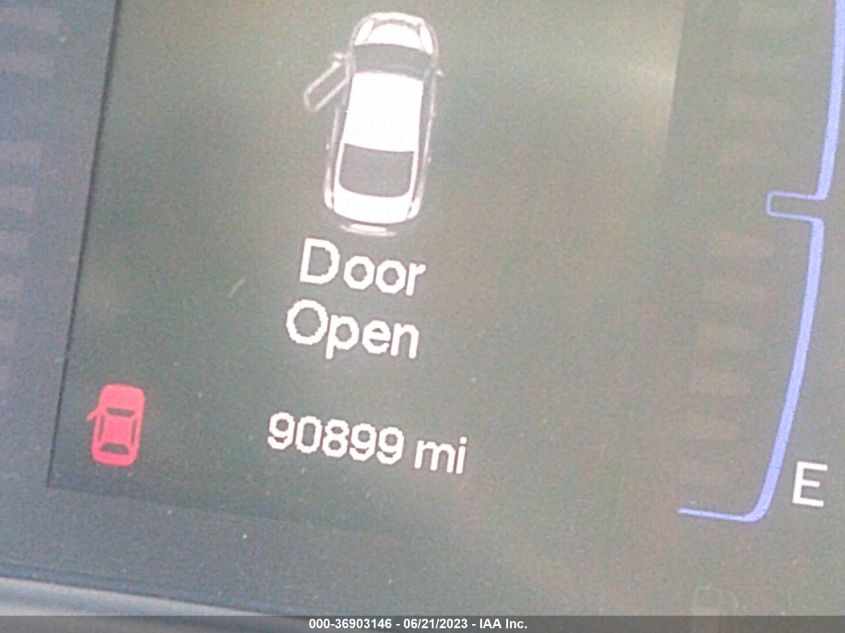 Door
Open
90899 mi
E
000-36903146 - 06/21/2023 - IAA Inc.